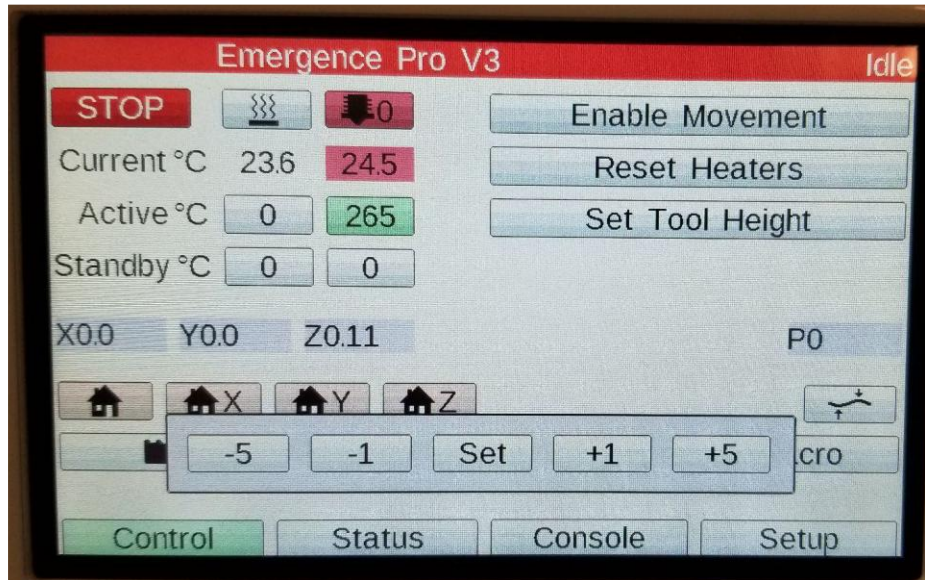 Emergence Pro V3 Idle
STOP 0 Enable Movement
Current °C 23.6 24.5 Reset Heaters
Active °C 0 265 Set Tool Height
Standby °C 0 0
X0.0 Y0.0 Z0.11 P0
X Y Z
-5 -1 Set +1 +5 cro
Control Status Console Setup